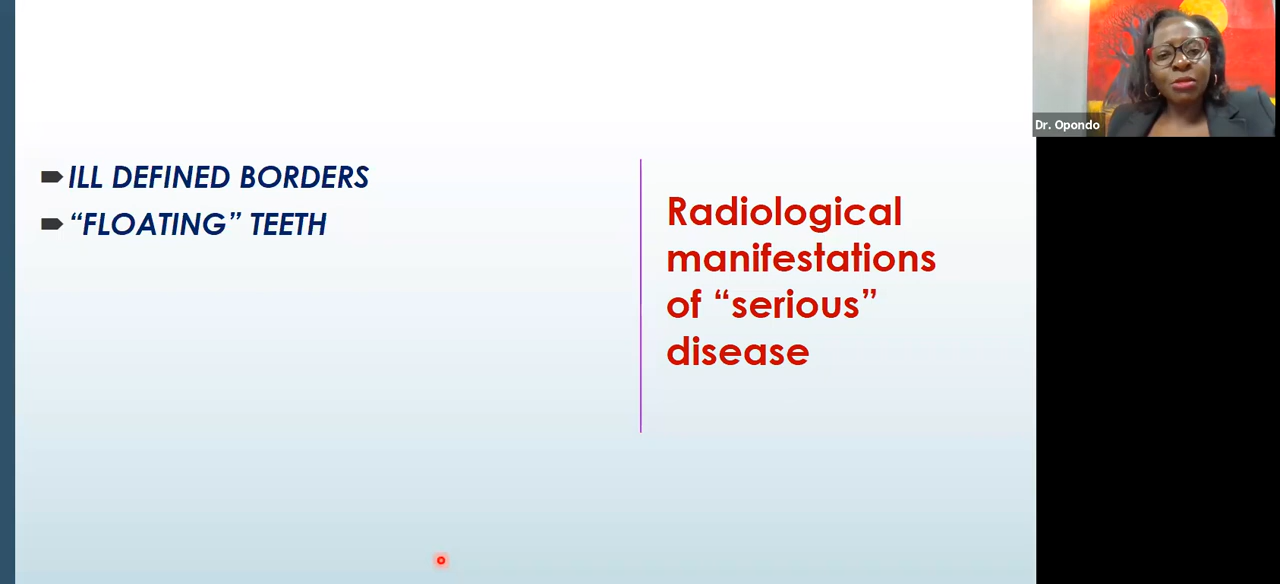 ILL DEFINED BORDERS
“FLOATING” TEETH
Radiological
manifestations
of “serious”
disease
Dr. Opondo